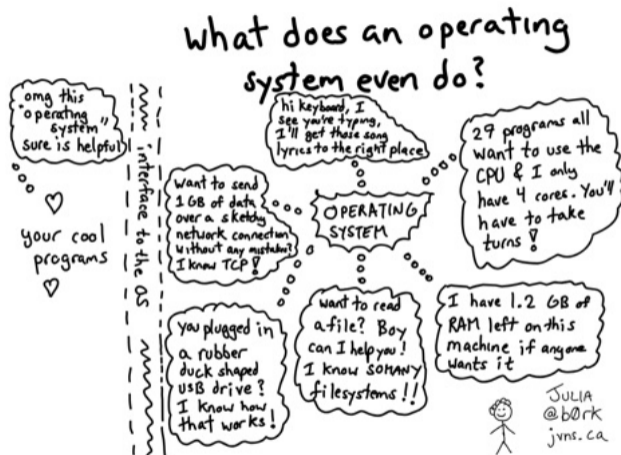 what does an operating
system even do?
omg this
"operating
system"
sure is helpful
your cool
programs
interface to the OS
hi keyboard, I
see you're typing,
I'll get those song
lyrics to the right place
29 programs all
want to use the
CPU & I only
have 4 cores. You'll
have to take
turns!
want to send
1 GB of data
over a sketchy
network connection
without any mistakes?
I know TCP!
OPERATING
SYSTEM
you plugged in
a rubber
duck shaped
USB drive?
I know how
that works!
want to read
a file? Boy
can I help you!
I know SO MANY
filesystems!!
I have 1.2 GB of
RAM left on this
machine if anyone
wants it
JULIA
@b0rk
jvns.ca